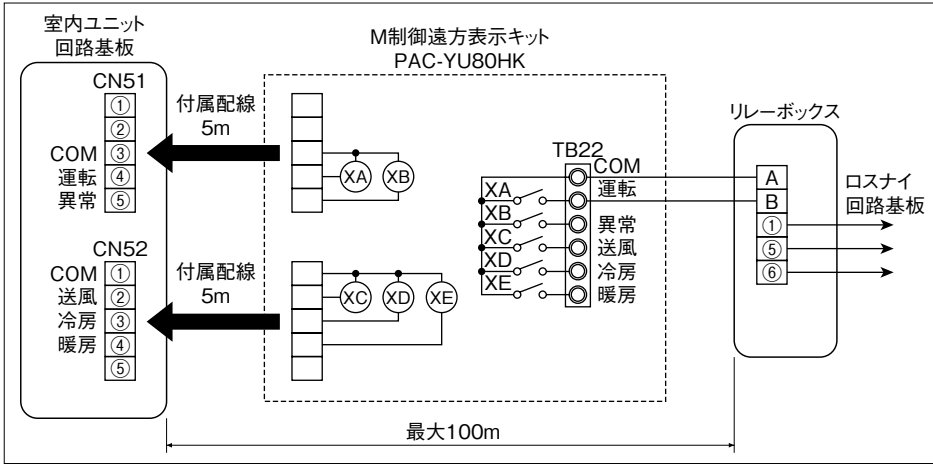 室内ユニット
回路基板
CN51
①
②
COM ③
運転 ④
異常 ⑤
CN52
COM ①
送風 ②
冷房 ③
暖房 ④
⑤
付属配線
5m
付属配線
5m
M制御遠方表示キット
PAC-YU80HK
XA
XB
XC
XD
XE
TB22
COM
XA 運転
XB 異常
XC 送風
XD 冷房
XE 暖房
リレーボックス
A
B
①
⑤
⑥
ロスナイ
回路基板
最大100m